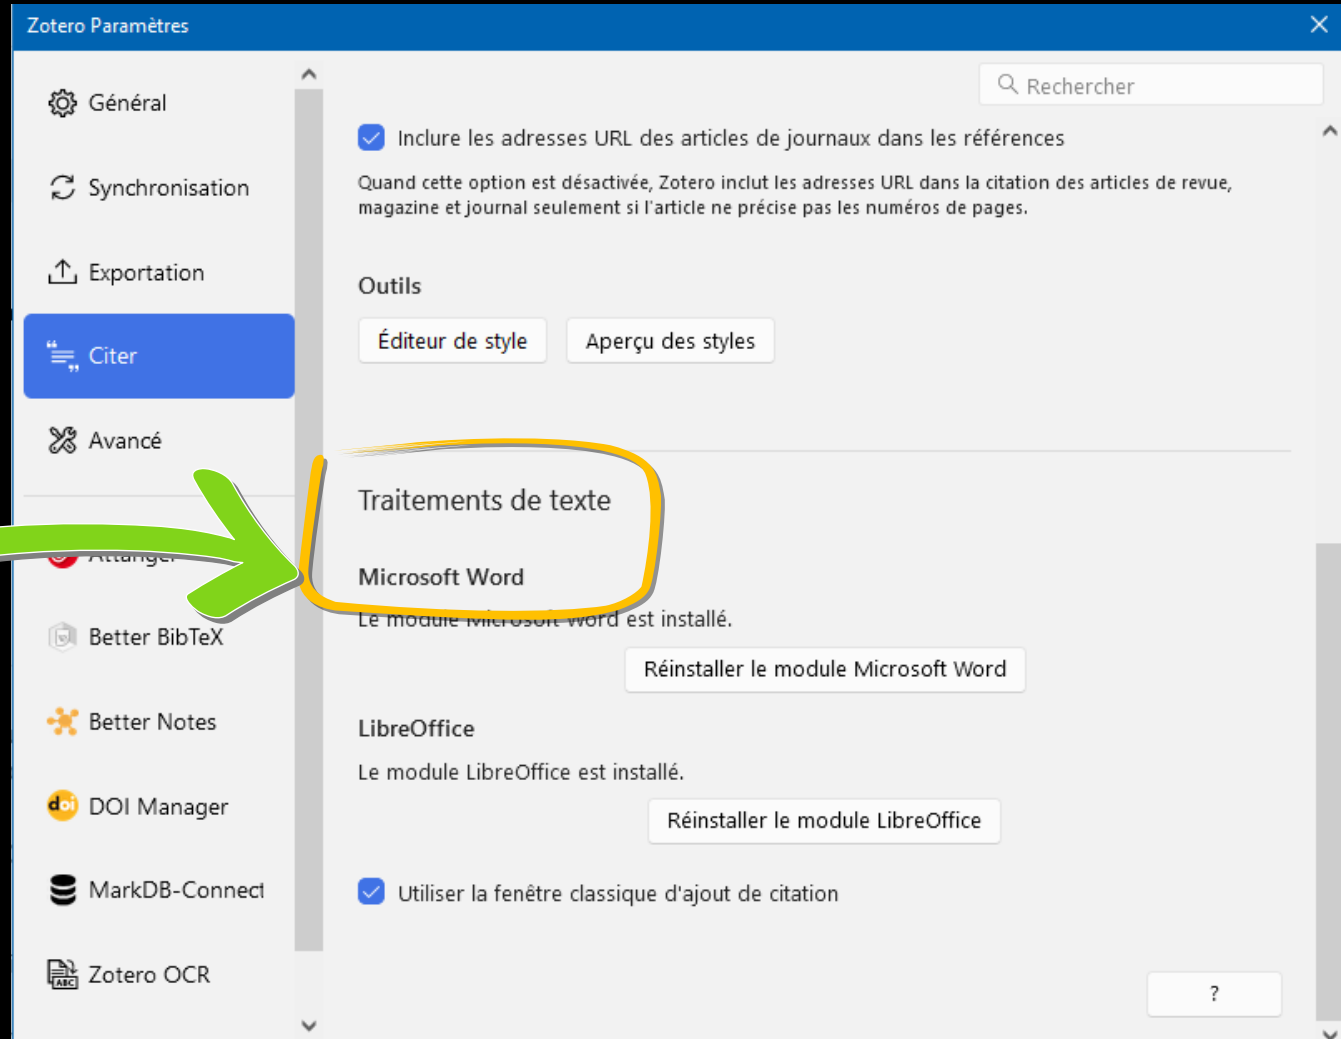 Zotero Paramètres
Général
Synchronisation
Exportation
Citer
Avancé
Attanger
Better BibTeX
Better Notes
DOI Manager
MarkDB-Connect
Zotero OCR
Rechercher
Inclure les adresses URL des articles de journaux dans les références
Quand cette option est désactivée, Zotero inclut les adresses URL dans la citation des articles de revue,
magazine et journal seulement si l'article ne précise pas les numéros de pages.
Outils
Éditeur de style
Aperçu des styles
Traitements de texte
Microsoft Word
Le module Microsoft Word est installé.
Réinstaller le module Microsoft Word
LibreOffice
Le module LibreOffice est installé.
Réinstaller le module LibreOffice
Utiliser la fenêtre classique d'ajout de citation
?